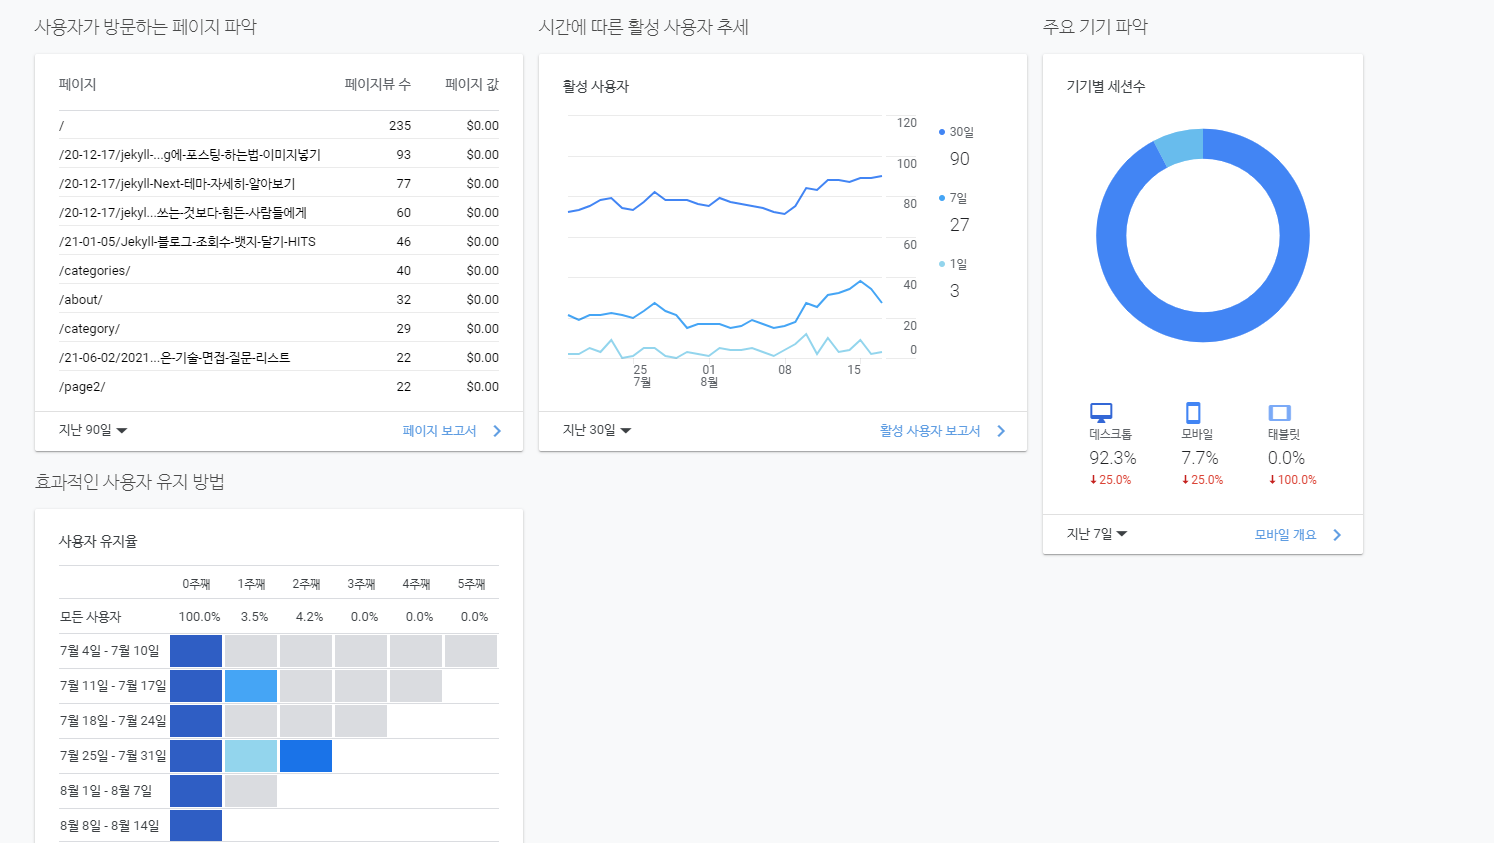 사용자가 방문하는 페이지 파악
페이지 페이지뷰 수 페이지 값
/ 235 $0.00
/20-12-17/jekyll-...g에-포스팅-하는법-이미지넣기 93 $0.00
/20-12-17/jekyll-Next-테마-자세히-알아보기 77 $0.00
/20-12-17/jekyl...쓰는-것보다-힘든-사람들에게 60 $0.00
/21-01-05/Jekyll-블로그-조회수-뱃지-달기-HITS 46 $0.00
/categories/ 40 $0.00
/about/ 32 $0.00
/category/ 29 $0.00
/21-06-02/2021...은-기술-면접-질문-리스트 22 $0.00
/page2/ 22 $0.00
지난 90일 페이지 보고서
시간에 따른 활성 사용자 추세
활성 사용자
120
100
80
60
40
20
0
25 01 08 15
7월 8월
30일
90
7일
27
1일
3
지난 30일 활성 사용자 보고서
주요 기기 파악
기기별 세션수
데스크톱 모바일 태블릿
92.3% 7.7% 0.0%
25.0% 25.0% 100.0%
지난 7일 모바일 개요
효과적인 사용자 유지 방법
사용자 유지율
0주째 1주째 2주째 3주째 4주째 5주째
모든 사용자 100.0% 3.5% 4.2% 0.0% 0.0% 0.0%
7월 4일 - 7월 10일
7월 11일 - 7월 17일
7월 18일 - 7월 24일
7월 25일 - 7월 31일
8월 1일 - 8월 7일
8월 8일 - 8월 14일